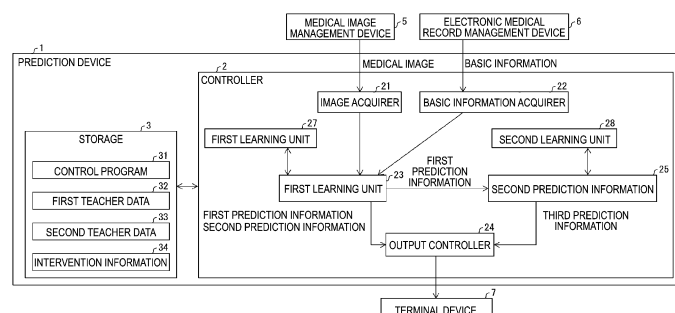 MEDICAL IMAGE
MANAGEMENT DEVICE
5
ELECTRONIC MEDICAL
RECORD MANAGEMENT DEVICE
6
1
PREDICTION DEVICE
MEDICAL IMAGE
BASIC INFORMATION
2
CONTROLLER
21
IMAGE ACQUIRER
22
BASIC INFORMATION ACQUIRER
3
STORAGE
31
CONTROL PROGRAM
32
FIRST TEACHER DATA
33
SECOND TEACHER DATA
34
INTERVENTION INFORMATION
27
FIRST LEARNING UNIT
28
SECOND LEARNING UNIT
23
FIRST LEARNING UNIT
FIRST
PREDICTION
INFORMATION
25
SECOND PREDICTION INFORMATION
FIRST PREDICTION INFORMATION
SECOND PREDICTION INFORMATION
THIRD PREDICTION
INFORMATION
24
OUTPUT CONTROLLER
7
TERMINAL DEVICE